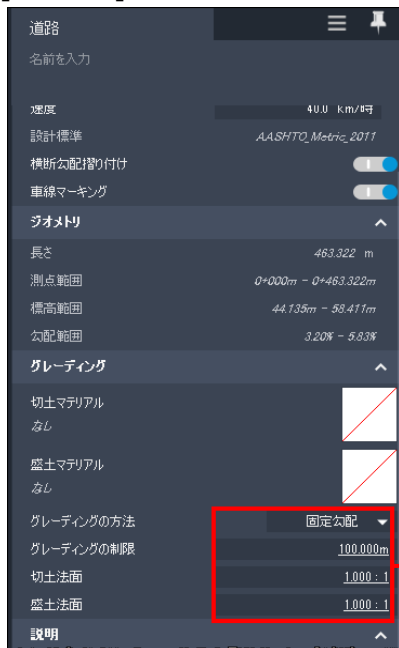 道路
名前を入力
速度 40.0 km/時
設計標準 AASHTO_Metric_2011
横断勾配摺り付け
車線マーキング
ジオメトリ
長さ 463.322 m
測点範囲 0+000m - 0+463.322m
標高範囲 44.135m - 58.411m
勾配範囲 3.20% - 5.83%
グレーディング
切土マテリアル
なし
盛土マテリアル
なし
グレーディングの方法 固定勾配
グレーディングの制限 100.000m
切土法面 1.000 : 1
盛土法面 1.000 : 1
説明